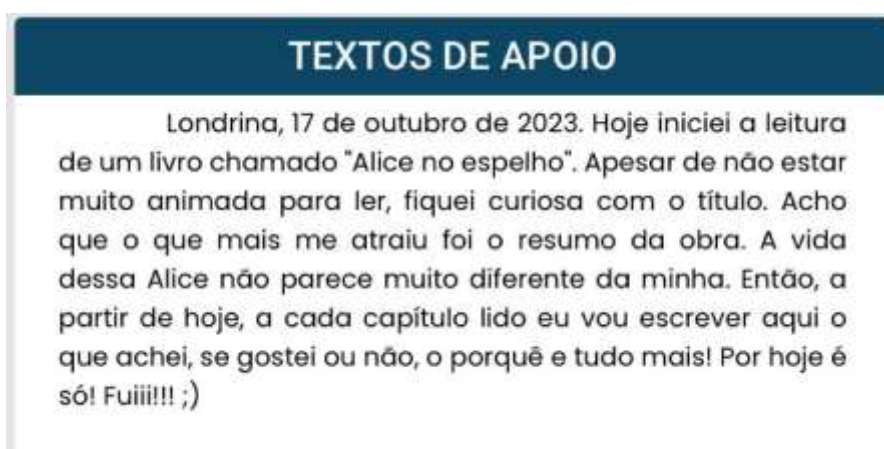 TEXTOS DE APOIO
Londrina, 17 de outubro de 2023. Hoje iniciei a leitura
de um livro chamado "Alice no espelho". Apesar de não estar
muito animada para ler, fiquei curiosa com o título. Acho
que o que mais me atraiu foi o resumo da obra. A vida
dessa Alice não parece muito diferente da minha. Então, a
partir de hoje, a cada capítulo lido eu vou escrever aqui o
que achei, se gostei ou não, o porquê e tudo mais! Por hoje é
só! Fuiii!!! ;)